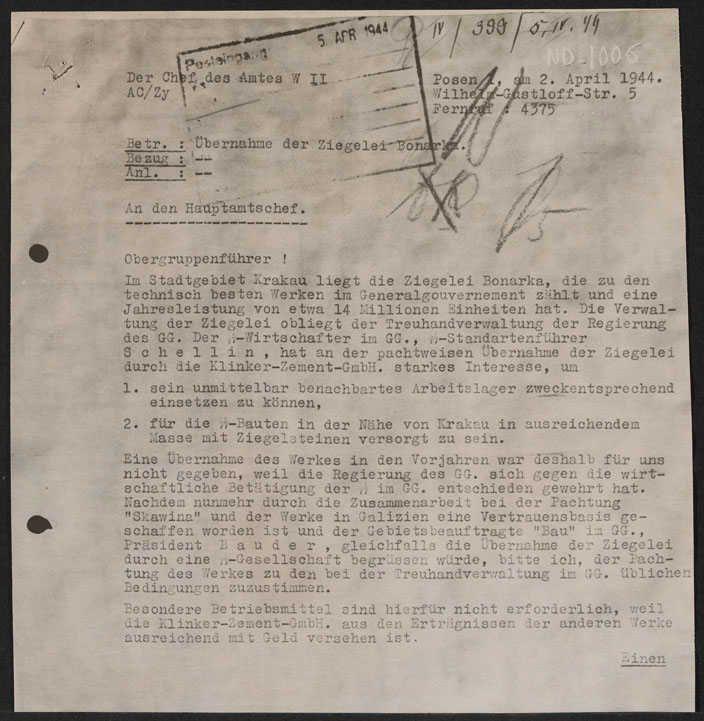 IV / 399 / 5. IV. 44
Posteingang
5. APR 1944
NO-1006
Der Chef des Amtes W II
AC/Zy
Posen 1, am 2. April 1944.
Wilhelm-Gustloff-Str. 5
Fernruf : 4375
Betr. : Übernahme der Ziegelei Bonarka.
Bezug : --
Anl. : --
An den Hauptamtschef.
Obergruppenführer !
Im Stadtgebiet Krakau liegt die Ziegelei Bonarka, die zu den
technisch besten Werken im Generalgouvernement zählt und eine
Jahresleistung von etwa 14 Millionen Einheiten hat. Die Verwal-
tung der Ziegelei obliegt der Treuhandverwaltung der Regierung
des GG. Der ᛋᛋ-Wirtschafter im GG., ᛋᛋ-Standartenführer
S c h e l l i n , hat an der pachtweisen Übernahme der Ziegelei
durch die Klinker-Zement-GmbH. starkes Interesse, um
1. sein unmittelbar benachbartes Arbeitslager zweckentsprechend
einsetzen zu können,
2. für die ᛋᛋ-Bauten in der Nähe von Krakau in ausreichendem
Masse mit Ziegelsteinen versorgt zu sein.
Eine Übernahme des Werkes in den Vorjahren war deshalb für uns
nicht gegeben, weil die Regierung des GG. sich gegen die wirt-
schaftliche Betätigung der ᛋᛋ im GG. entschieden gewehrt hat.
Nachdem nunmehr durch die Zusammenarbeit bei der Pachtung
"Skawina" und der Werke in Galizien eine Vertrauensbasis ge-
schaffen worden ist und der Gebietsbeauftragte "Bau" im GG.,
Präsident B a u d e r , gleichfalls die Übernahme der Ziegelei
durch eine ᛋᛋ-Gesellschaft begrüssen würde, bitte ich, der Pach-
tung des Werkes zu den bei der Treuhandverwaltung im GG. üblichen
Bedingungen zuzustimmen.
Besondere Betriebsmittel sind hierfür nicht erforderlich, weil
die Klinker-Zement-GmbH. aus den Erträgnissen der anderen Werke
ausreichend mit Geld versehen ist.
Einen